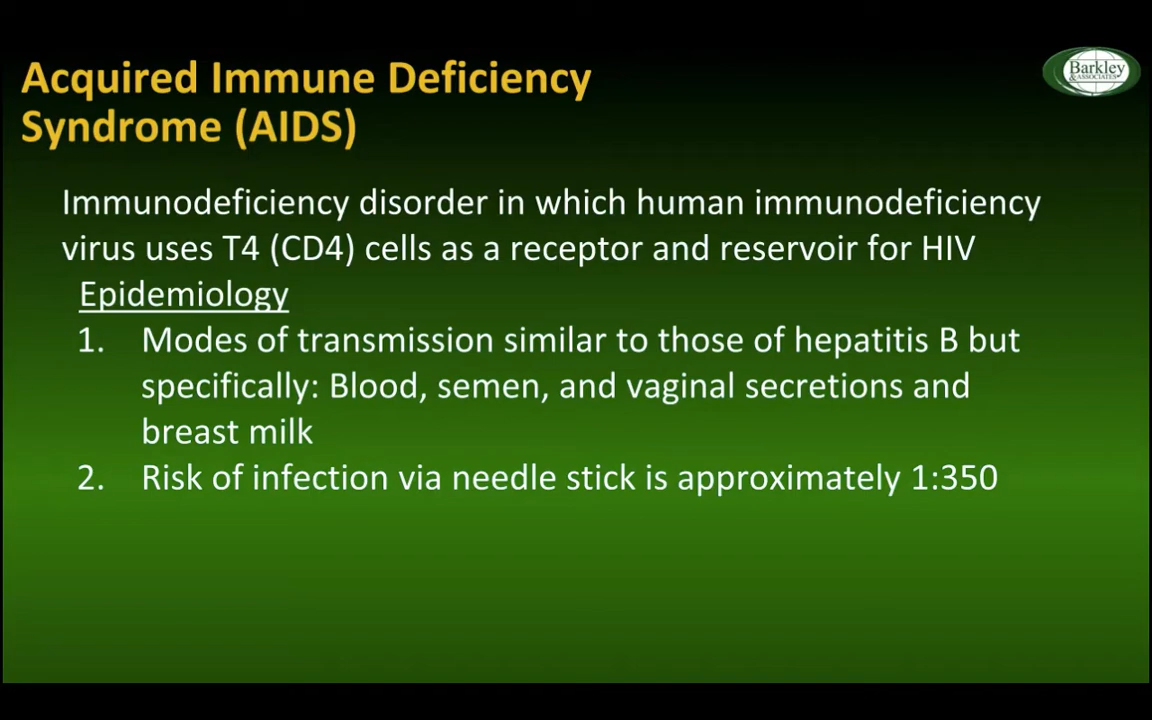 Acquired Immune Deficiency
Syndrome (AIDS)
Barkley
& ASSOCIATES
Immunodeficiency disorder in which human immunodeficiency
virus uses T4 (CD4) cells as a receptor and reservoir for HIV
Epidemiology
1. Modes of transmission similar to those of hepatitis B but
specifically: Blood, semen, and vaginal secretions and
breast milk
2. Risk of infection via needle stick is approximately 1:350